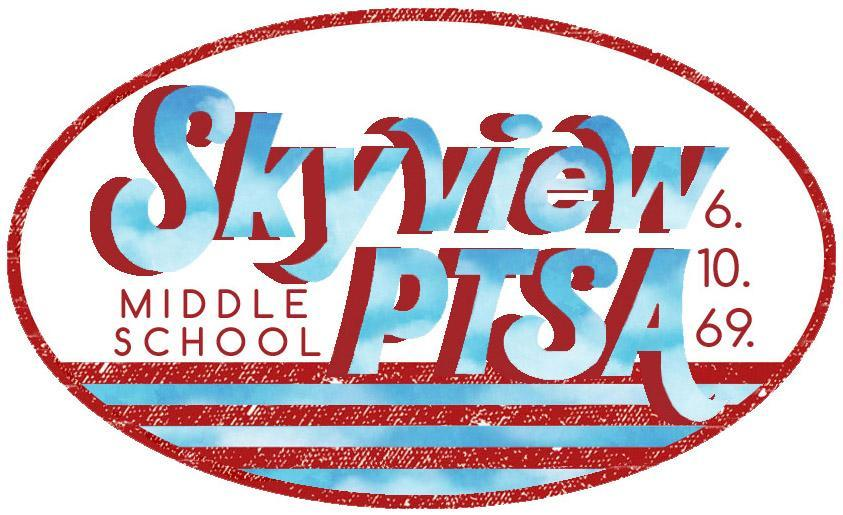 Skyview
PTSA
MIDDLE
SCHOOL
6.
10.
69.